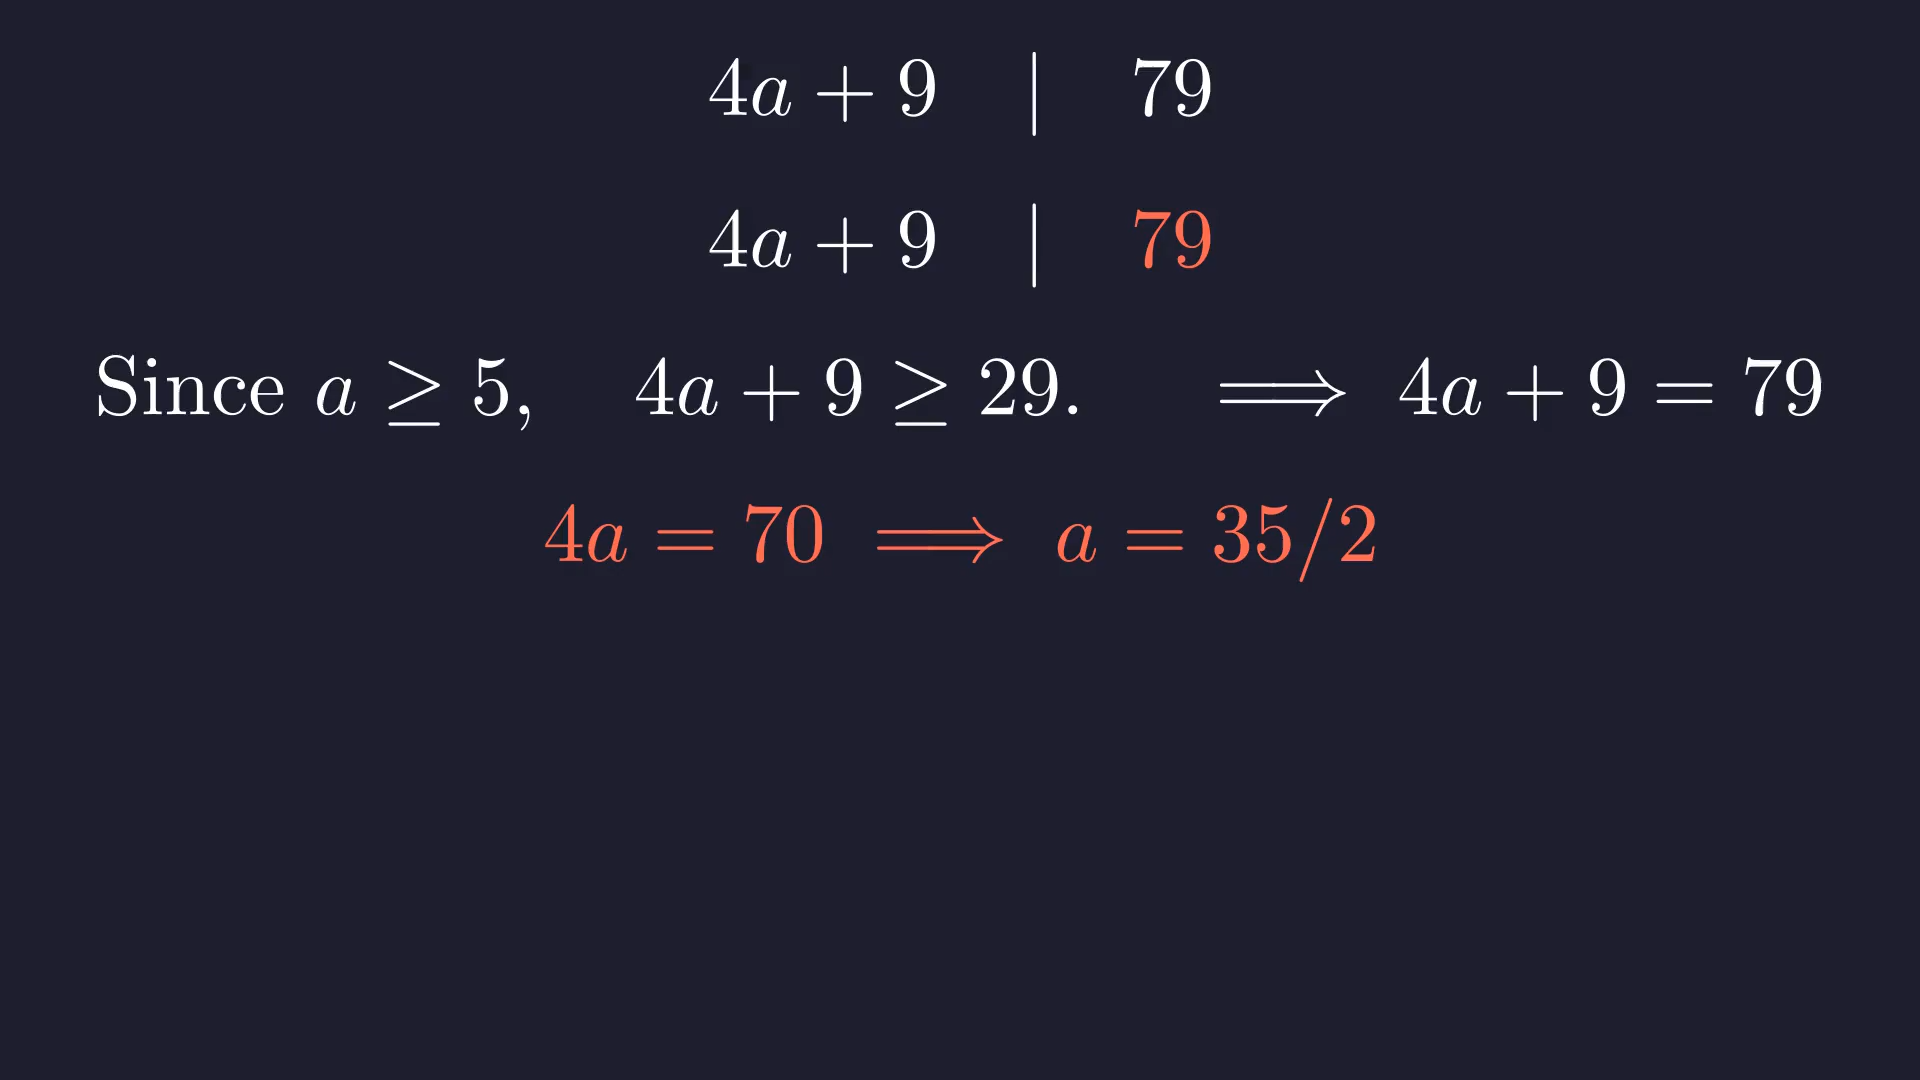 4a + 9 | 79
4a + 9 | 79
Since a ≥ 5, 4a + 9 ≥ 29. ⟹ 4a + 9 = 79
4a = 70 ⟹ a = 35/2